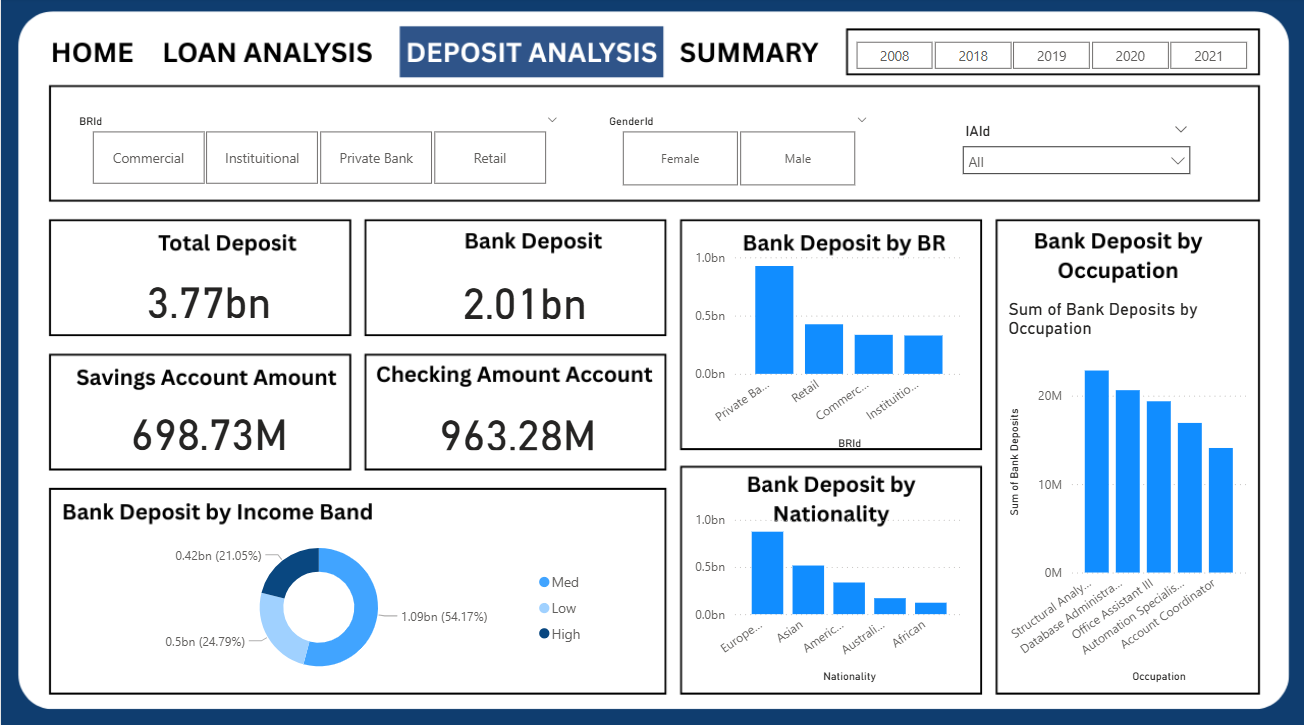 HOME LOAN ANALYSIS DEPOSIT ANALYSIS SUMMARY
2008 2018 2019 2020 2021
BRId
Commercial Instituitional Private Bank Retail
GenderId
Female Male
IAId
All
Total Deposit
3.77bn
Bank Deposit
2.01bn
Savings Account Amount
698.73M
Checking Amount Account
963.28M
Bank Deposit by Income Band
0.42bn (21.05%)
1.09bn (54.17%)
0.5bn (24.79%)
Med
Low
High
Bank Deposit by BR
1.0bn
0.5bn
0.0bn
Private Ba...
Retail
Commerc...
Instituitio...
BRId
Bank Deposit by
Nationality
1.0bn
0.5bn
0.0bn
Europe...
Asian
Americ...
Australi...
African
Nationality
Bank Deposit by
Occupation
Sum of Bank Deposits by
Occupation
Sum of Bank Deposits
20M
10M
0M
Structural Analy...
Database Administra...
Office Assistant III
Automation Specialis...
Account Coordinator
Occupation